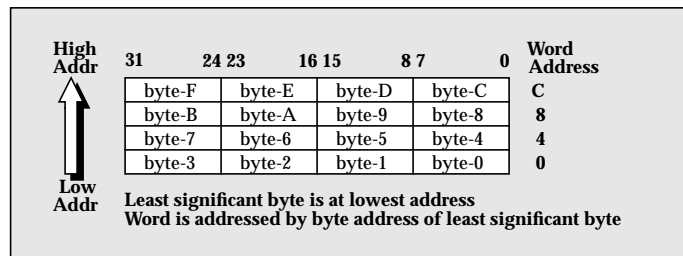 High Addr
31 24 23 16 15 8 7 0
Word Address
byte-F byte-E byte-D byte-C C
byte-B byte-A byte-9 byte-8 8
byte-7 byte-6 byte-5 byte-4 4
byte-3 byte-2 byte-1 byte-0 0
Low Addr
Least significant byte is at lowest address
Word is addressed by byte address of least significant byte